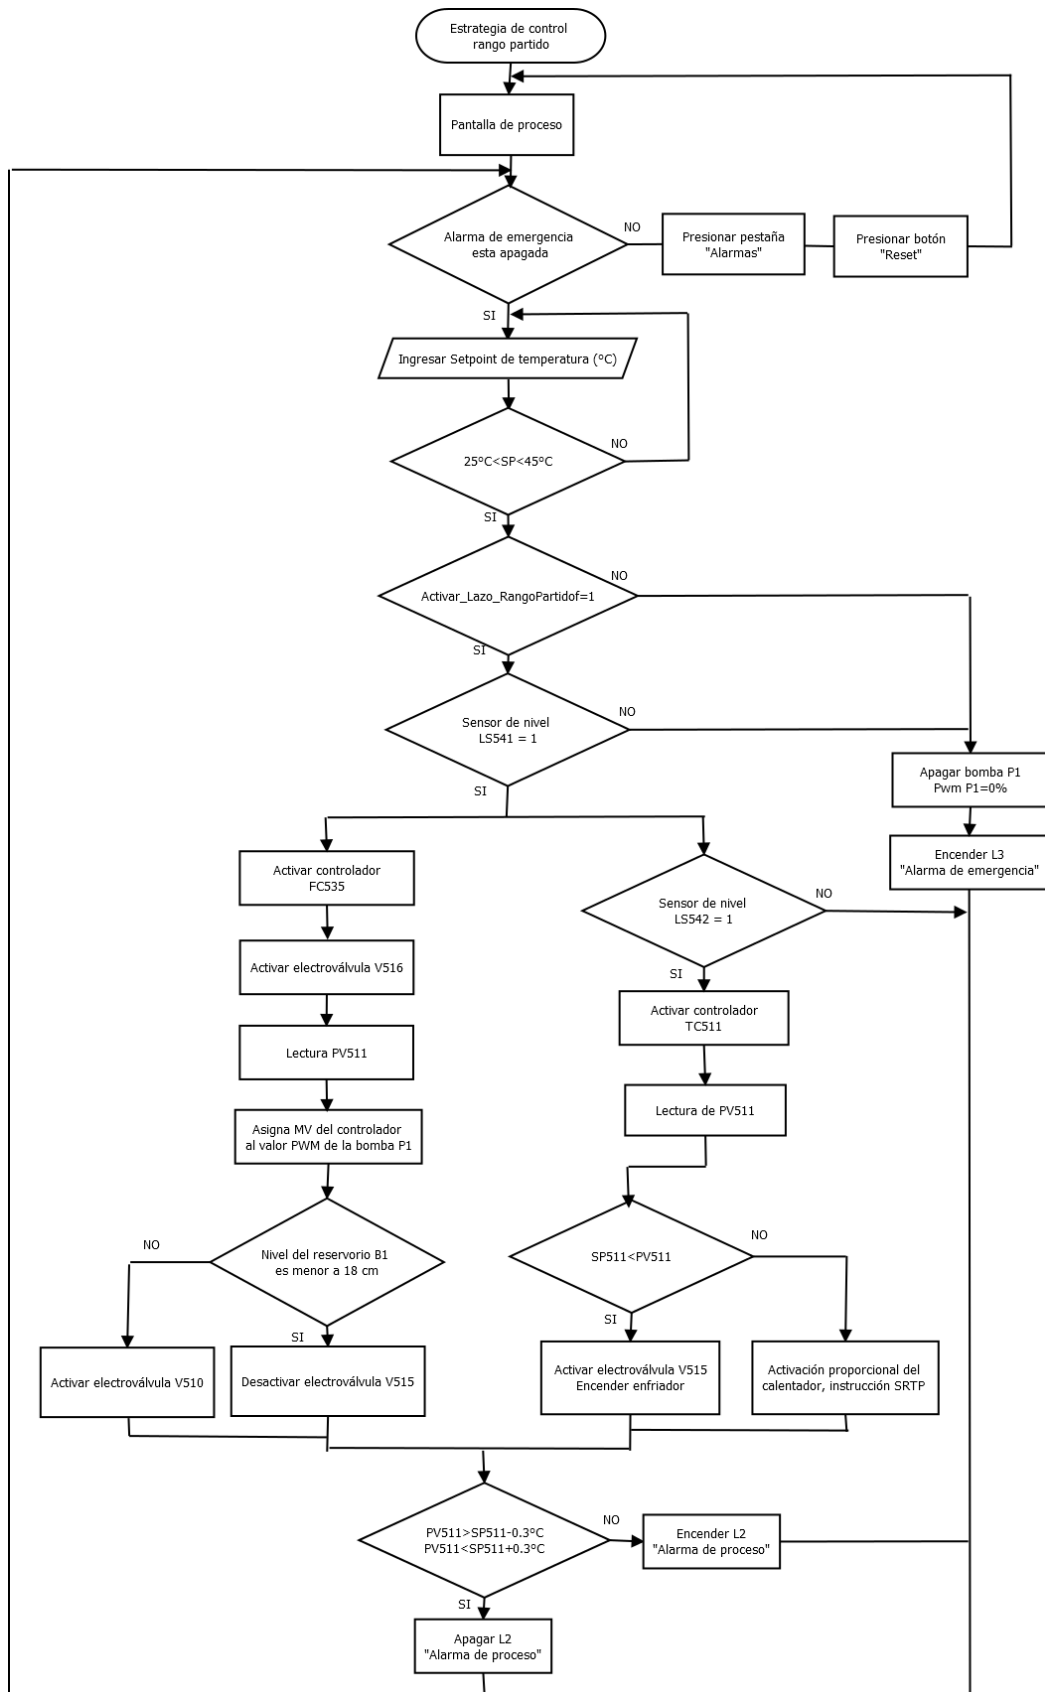 Estrategia de control
rango partido
Pantalla de proceso
Alarma de emergencia
esta apagada
NO
Presionar pestaña
"Alarmas"
Presionar botón
"Reset"
SI
Ingresar Setpoint de temperatura (ºC)
25ºC<SP<45ºC
NO
SI
Activar_Lazo_RangoPartidof=1
NO
SI
Sensor de nivel
LS541 = 1
NO
SI
Apagar bomba P1
Pwm P1=0%
Encender L3
"Alarma de emergencia"
Activar controlador
FC535
Sensor de nivel
LS542 = 1
NO
SI
Activar electroválvula V516
Activar controlador
TC511
Lectura PV511
Lectura de PV511
Asigna MV del controlador
al valor PWM de la bomba P1
Nivel del reservorio B1
es menor a 18 cm
NO
SI
SP511<PV511
NO
SI
Activar electroválvula V510
Desactivar electroválvula V515
Activar electroválvula V515
Encender enfriador
Activación proporcional del
calentador, instrucción SRTP
PV511>SP511-0.3ºC
PV511<SP511+0.3ºC
NO
Encender L2
"Alarma de proceso"
SI
Apagar L2
"Alarma de proceso"